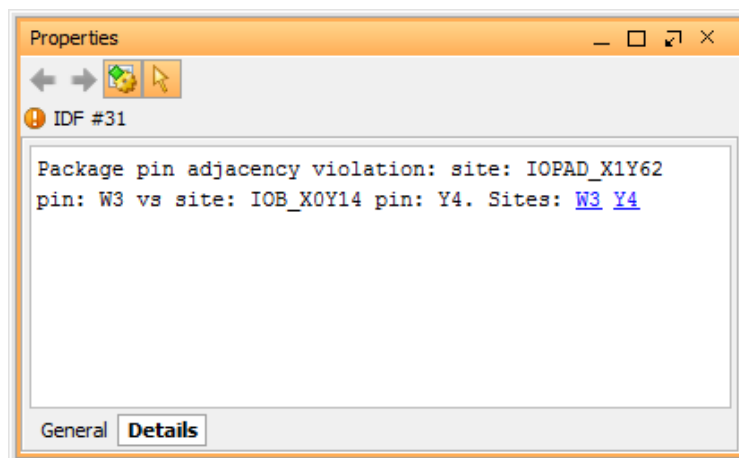 Properties
IDF #31
Package pin adjacency violation: site: IOPAD_X1Y62
pin: W3 vs site: IOB_X0Y14 pin: Y4. Sites: W3 Y4
General Details